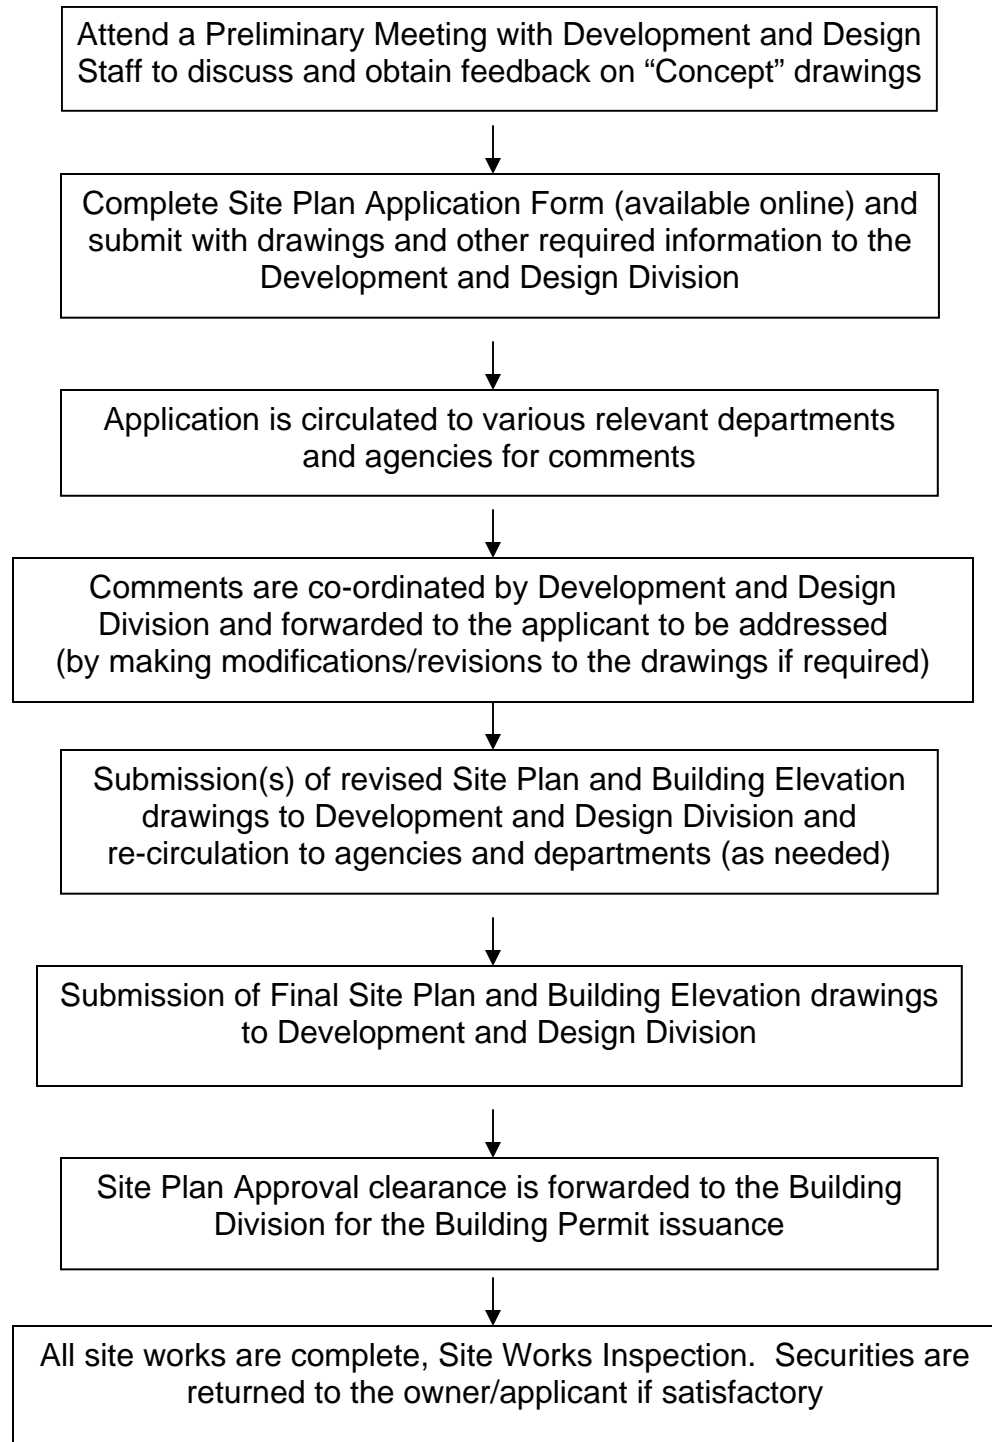 Attend a Preliminary Meeting with Development and Design
Staff to discuss and obtain feedback on “Concept” drawings
Complete Site Plan Application Form (available online) and
submit with drawings and other required information to the
Development and Design Division
Application is circulated to various relevant departments
and agencies for comments
Comments are co-ordinated by Development and Design
Division and forwarded to the applicant to be addressed
(by making modifications/revisions to the drawings if required)
Submission(s) of revised Site Plan and Building Elevation
drawings to Development and Design Division and
re-circulation to agencies and departments (as needed)
Submission of Final Site Plan and Building Elevation drawings
to Development and Design Division
Site Plan Approval clearance is forwarded to the Building
Division for the Building Permit issuance
All site works are complete, Site Works Inspection.  Securities are
returned to the owner/applicant if satisfactory